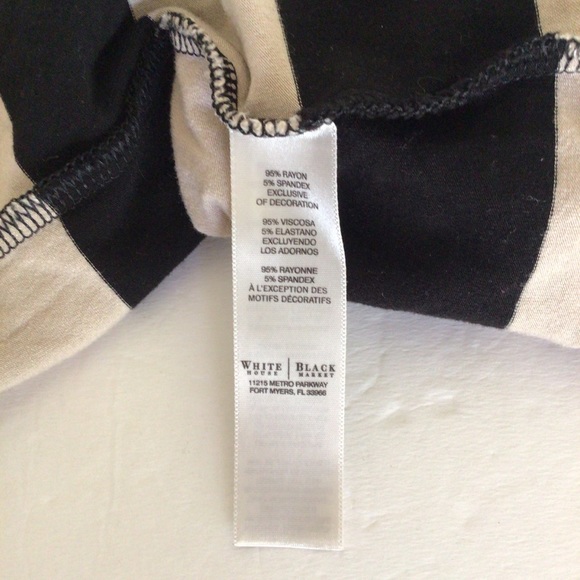 95% RAYON
5% SPANDEX
EXCLUSIVE
OF DECORATION
95% VISCOSA
5% ELASTANO
EXCLUYENDO
LOS ADORNOS
95% RAYONNE
5% SPANDEX
À L'EXCEPTION DES
MOTIFS DÉCORATIFS
WHITE | BLACK
HOUSE MARKET
11215 METRO PARKWAY
FORT MYERS, FL 33966